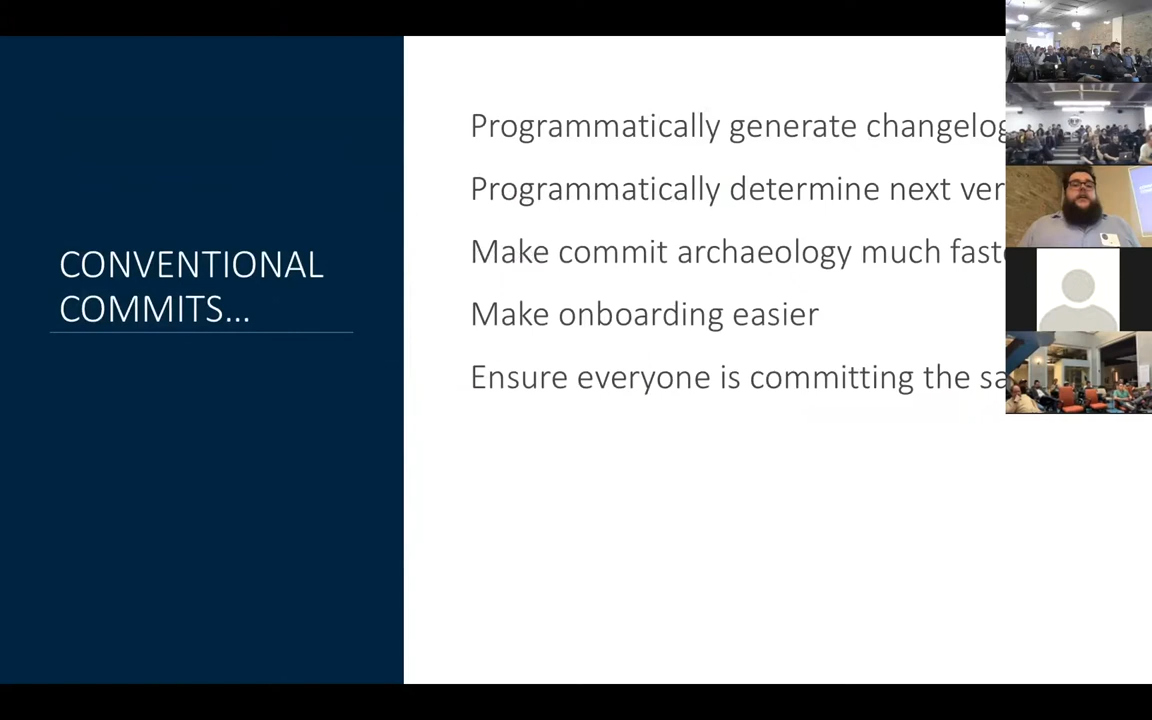 CONVENTIONAL
COMMITS...
Programmatically generate changelog
Programmatically determine next ver
Make commit archaeology much faste
Make onboarding easier
Ensure everyone is committing the sa